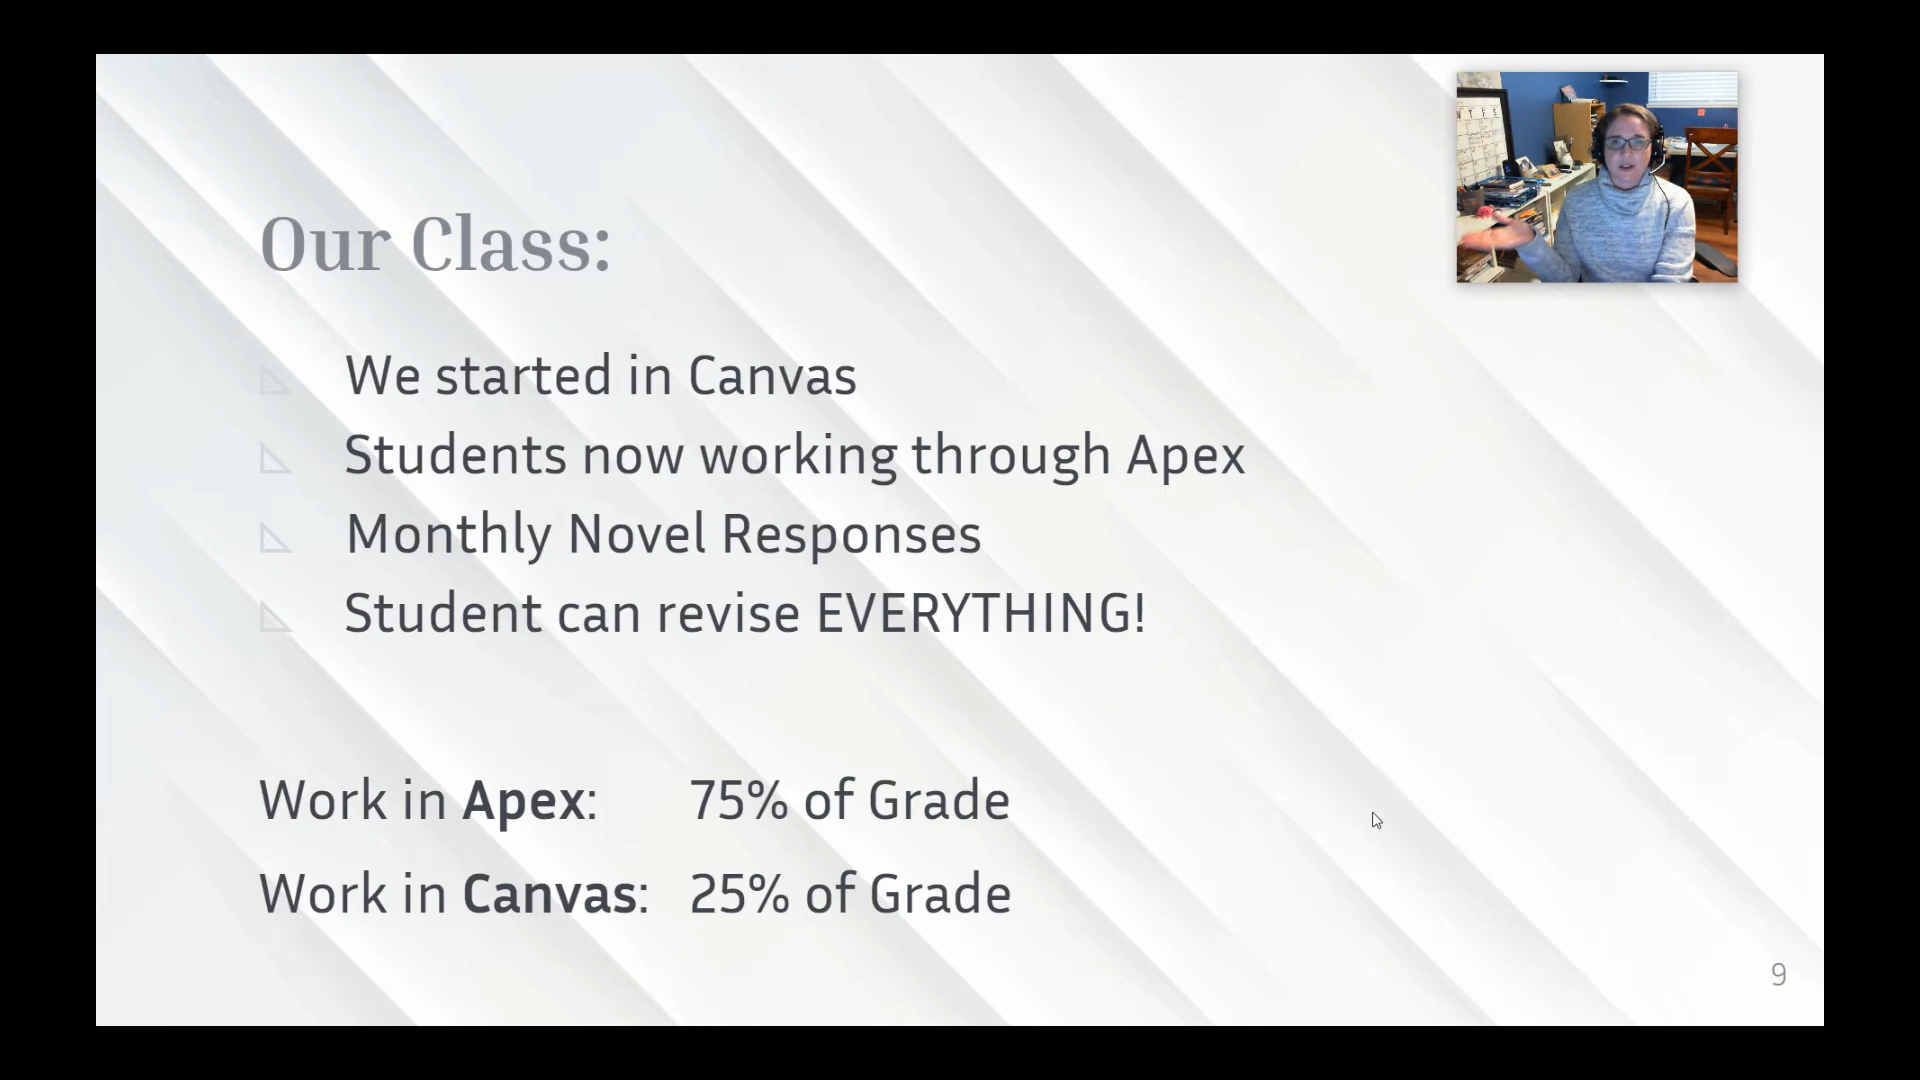 Our Class:
We started in Canvas
Students now working through Apex
Monthly Novel Responses
Student can revise EVERYTHING!
Work in Apex: 75% of Grade
Work in Canvas: 25% of Grade
9